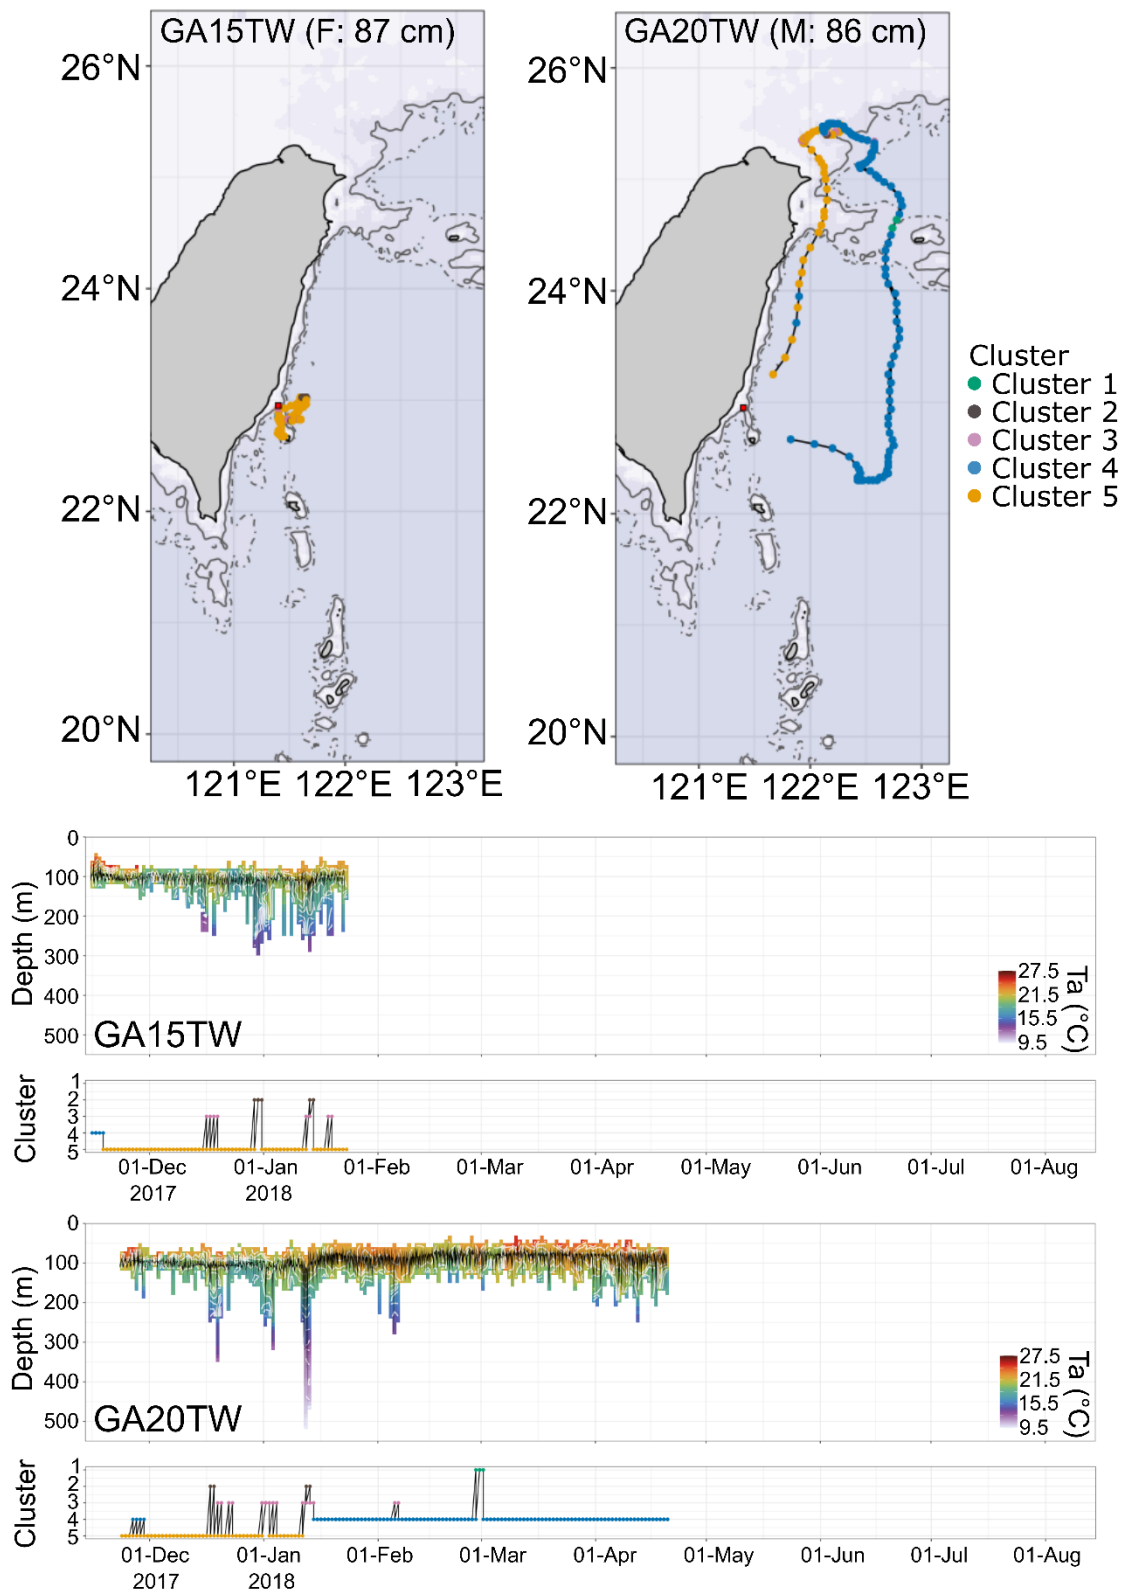 GA15TW (F: 87 cm)
GA20TW (M: 86 cm)
26°N
24°N
22°N
20°N
121°E 122°E 123°E
26°N
24°N
22°N
20°N
121°E 122°E 123°E
Cluster
Cluster 1
Cluster 2
Cluster 3
Cluster 4
Cluster 5
Depth (m)
0
100
200
300
400
500
GA15TW
27.5
21.5
15.5
9.5
Ta (°C)
Cluster
1
2
3
4
5
01-Dec 01-Jan 01-Feb 01-Mar 01-Apr 01-May 01-Jun 01-Jul 01-Aug
2017 2018
Depth (m)
0
100
200
300
400
500
GA20TW
27.5
21.5
15.5
9.5
Ta (°C)
Cluster
1
2
3
4
5
01-Dec 01-Jan 01-Feb 01-Mar 01-Apr 01-May 01-Jun 01-Jul 01-Aug
2017 2018